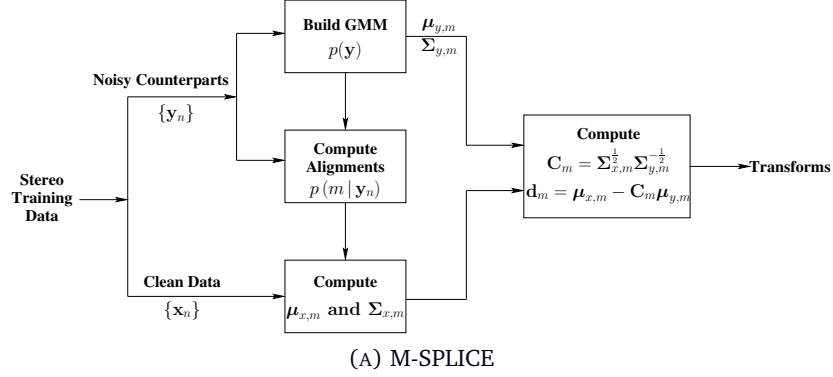 Build GMM
p(y)
μ_{y,m}
Σ_{y,m}
Noisy Counterparts
{y_n}
Compute
Alignments
p (m | y_n)
Compute
C_m = Σ_{x,m}^{1/2} Σ_{y,m}^{-1/2}
d_m = μ_{x,m} − C_m μ_{y,m}
Transforms
Stereo
Training
Data
Clean Data
{x_n}
Compute
μ_{x,m} and Σ_{x,m}
(A) M-SPLICE